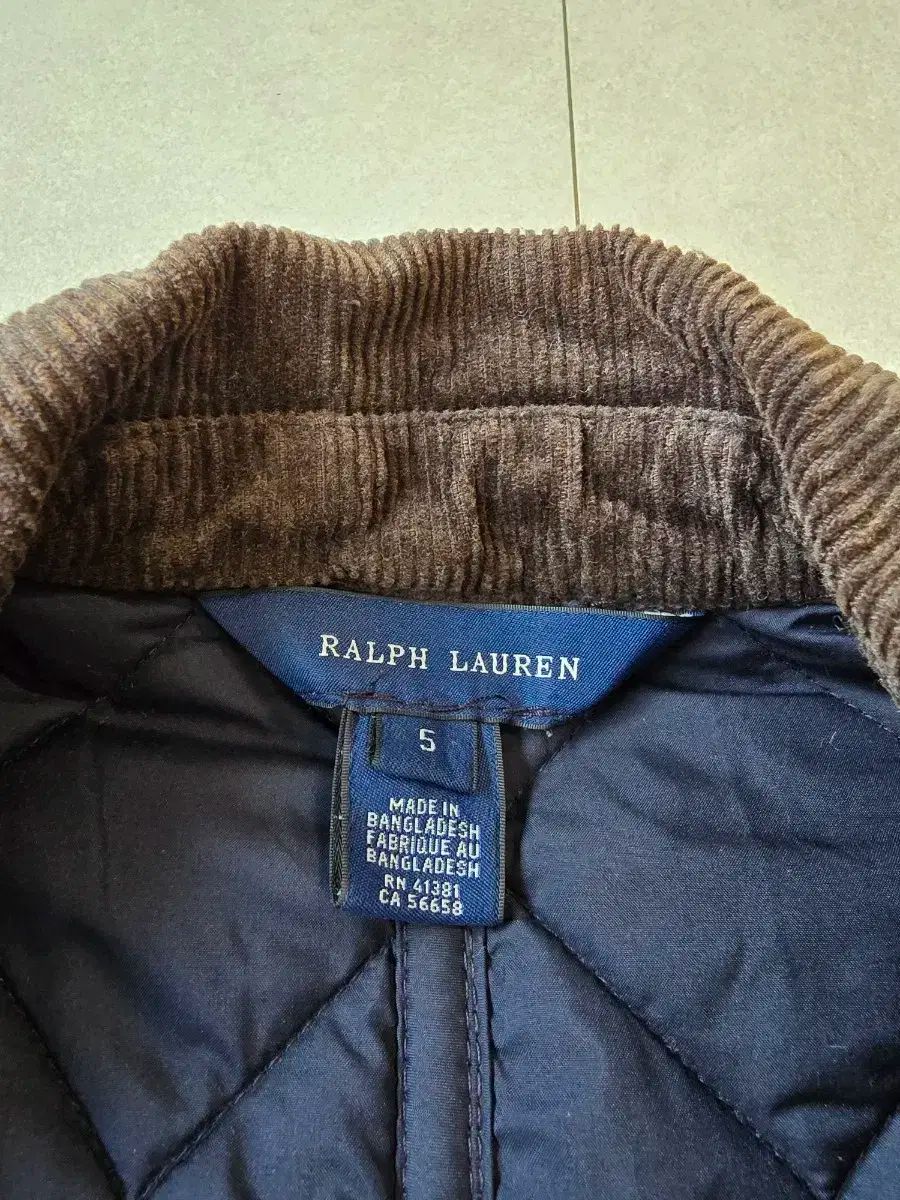 RALPH LAUREN
5
MADE IN
BANGLADESH
FABRIQUE AU
BANGLADESH
RN 41381
CA 56658